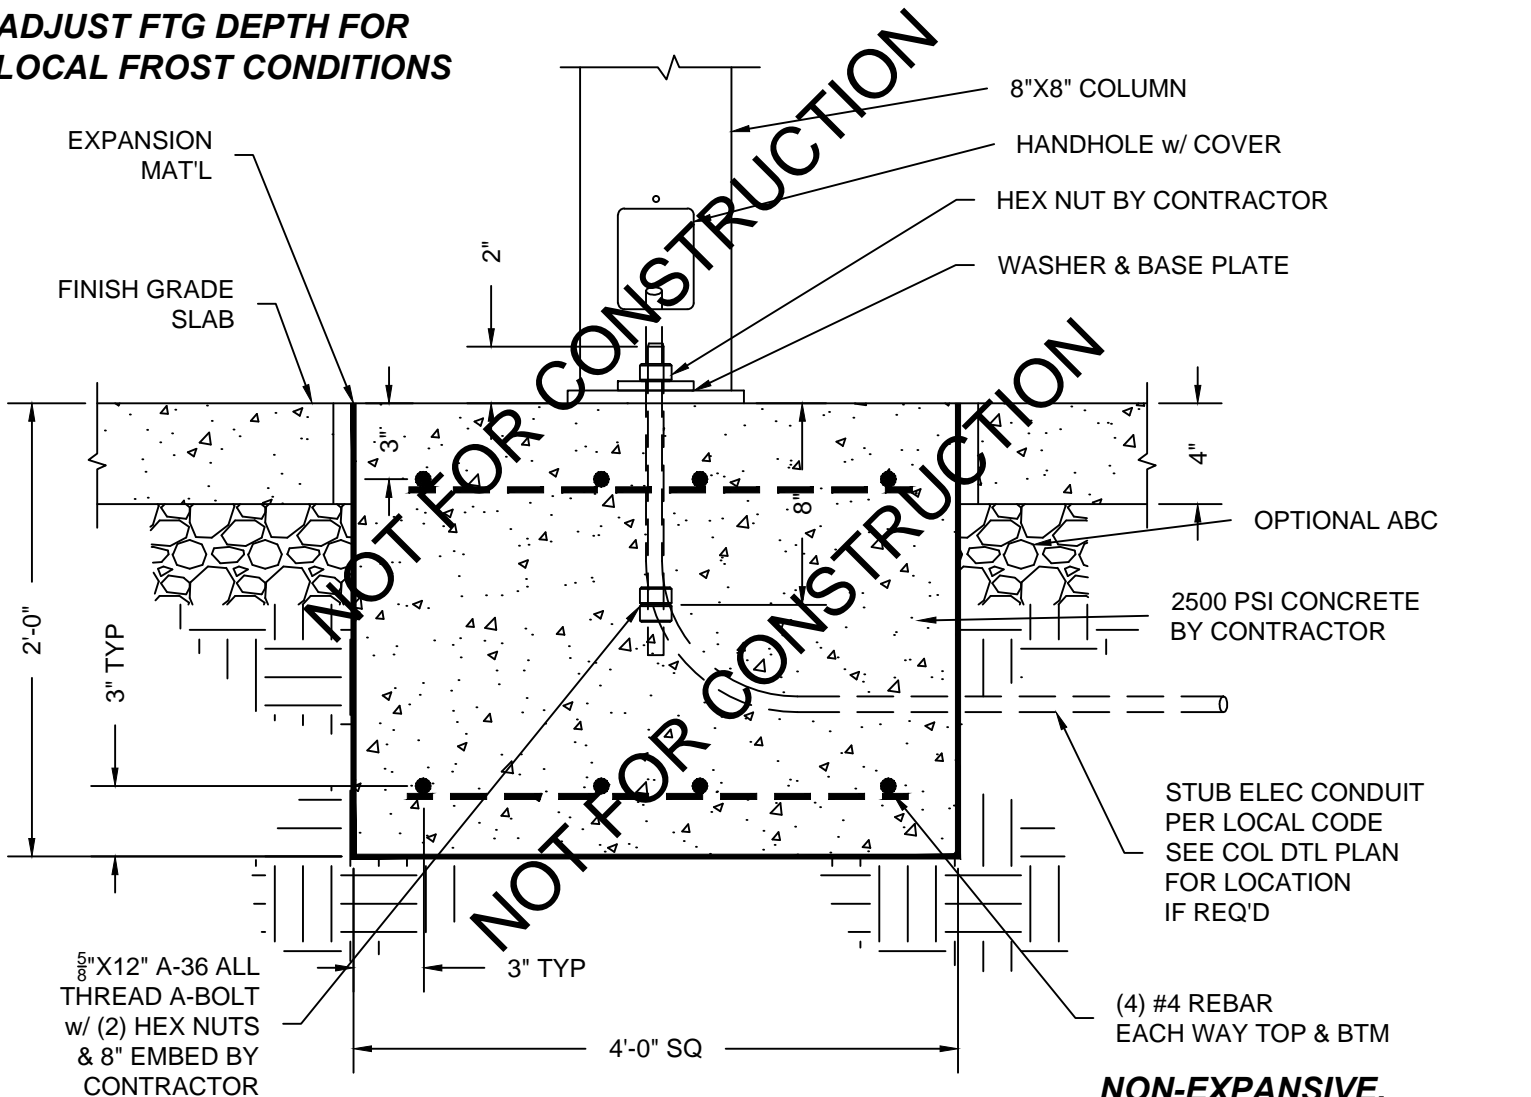 ADJUST FTG DEPTH FOR
LOCAL FROST CONDITIONS
EXPANSION
MAT'L
FINISH GRADE
SLAB
8"X8" COLUMN
HANDHOLE w/ COVER
HEX NUT BY CONTRACTOR
WASHER & BASE PLATE
2"
3"
8"
4"
2'-0"
3" TYP
OPTIONAL ABC
2500 PSI CONCRETE
BY CONTRACTOR
STUB ELEC CONDUIT
PER LOCAL CODE
SEE COL DTL PLAN
FOR LOCATION
IF REQ'D
5/8"X12" A-36 ALL
THREAD A-BOLT
w/ (2) HEX NUTS
& 8" EMBED BY
CONTRACTOR
3" TYP
4'-0" SQ
(4) #4 REBAR
EACH WAY TOP & BTM
NON-EXPANSIVE,
NOT FOR CONSTRUCTION
NOT FOR CONSTRUCTION